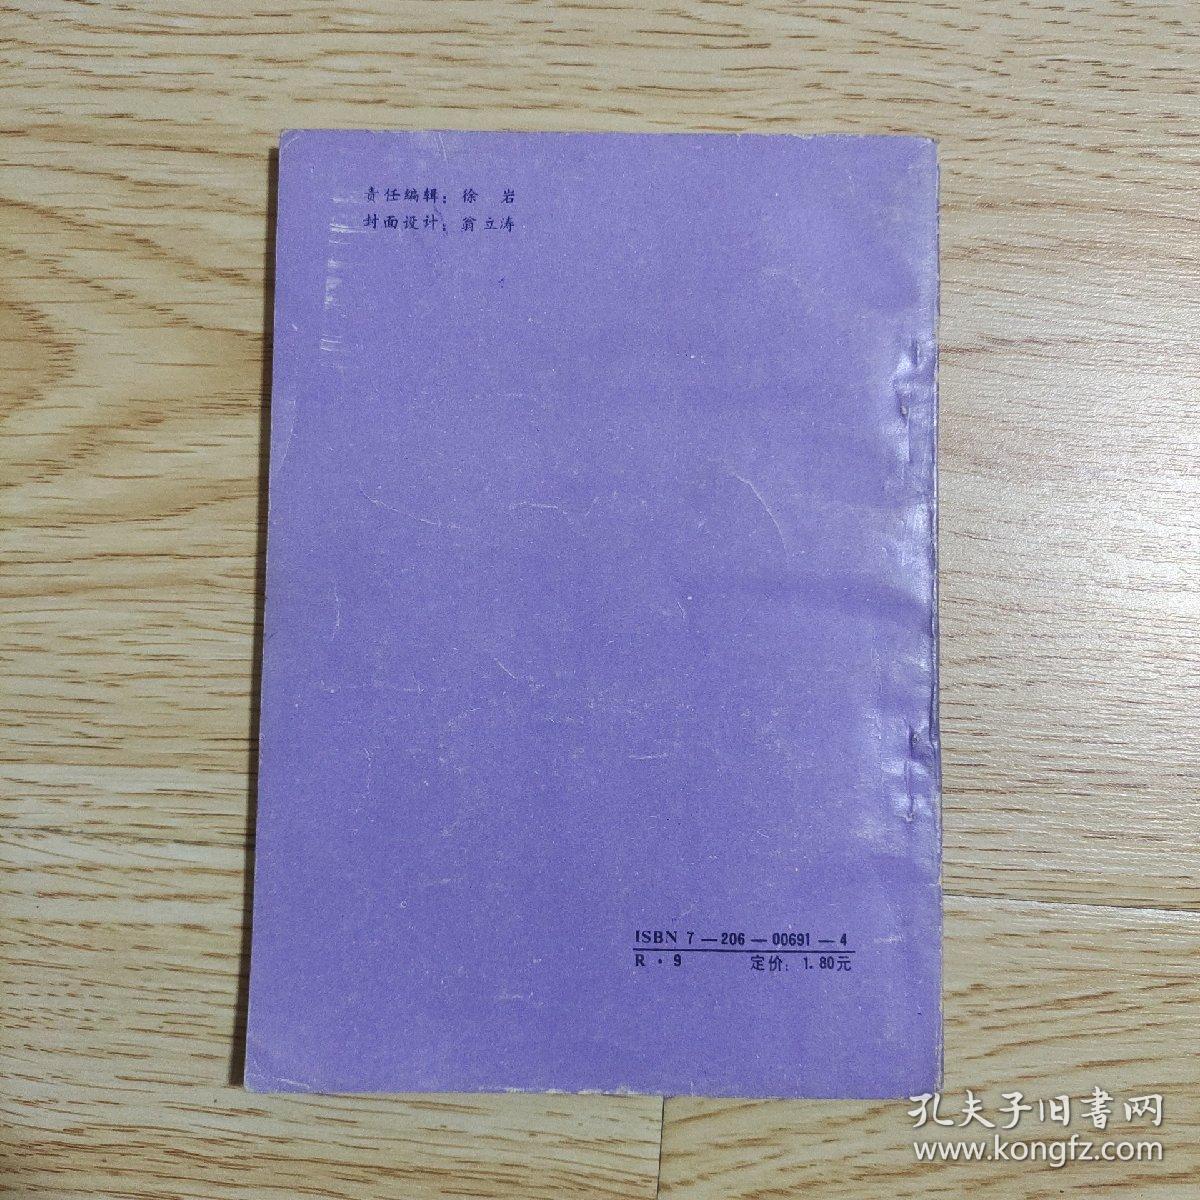 责任编辑：徐 岩
封面设计：翁立涛
ISBN 7—206—00691—4
R·9 定价：1.80元
孔夫子旧书网
www.kongfz.com